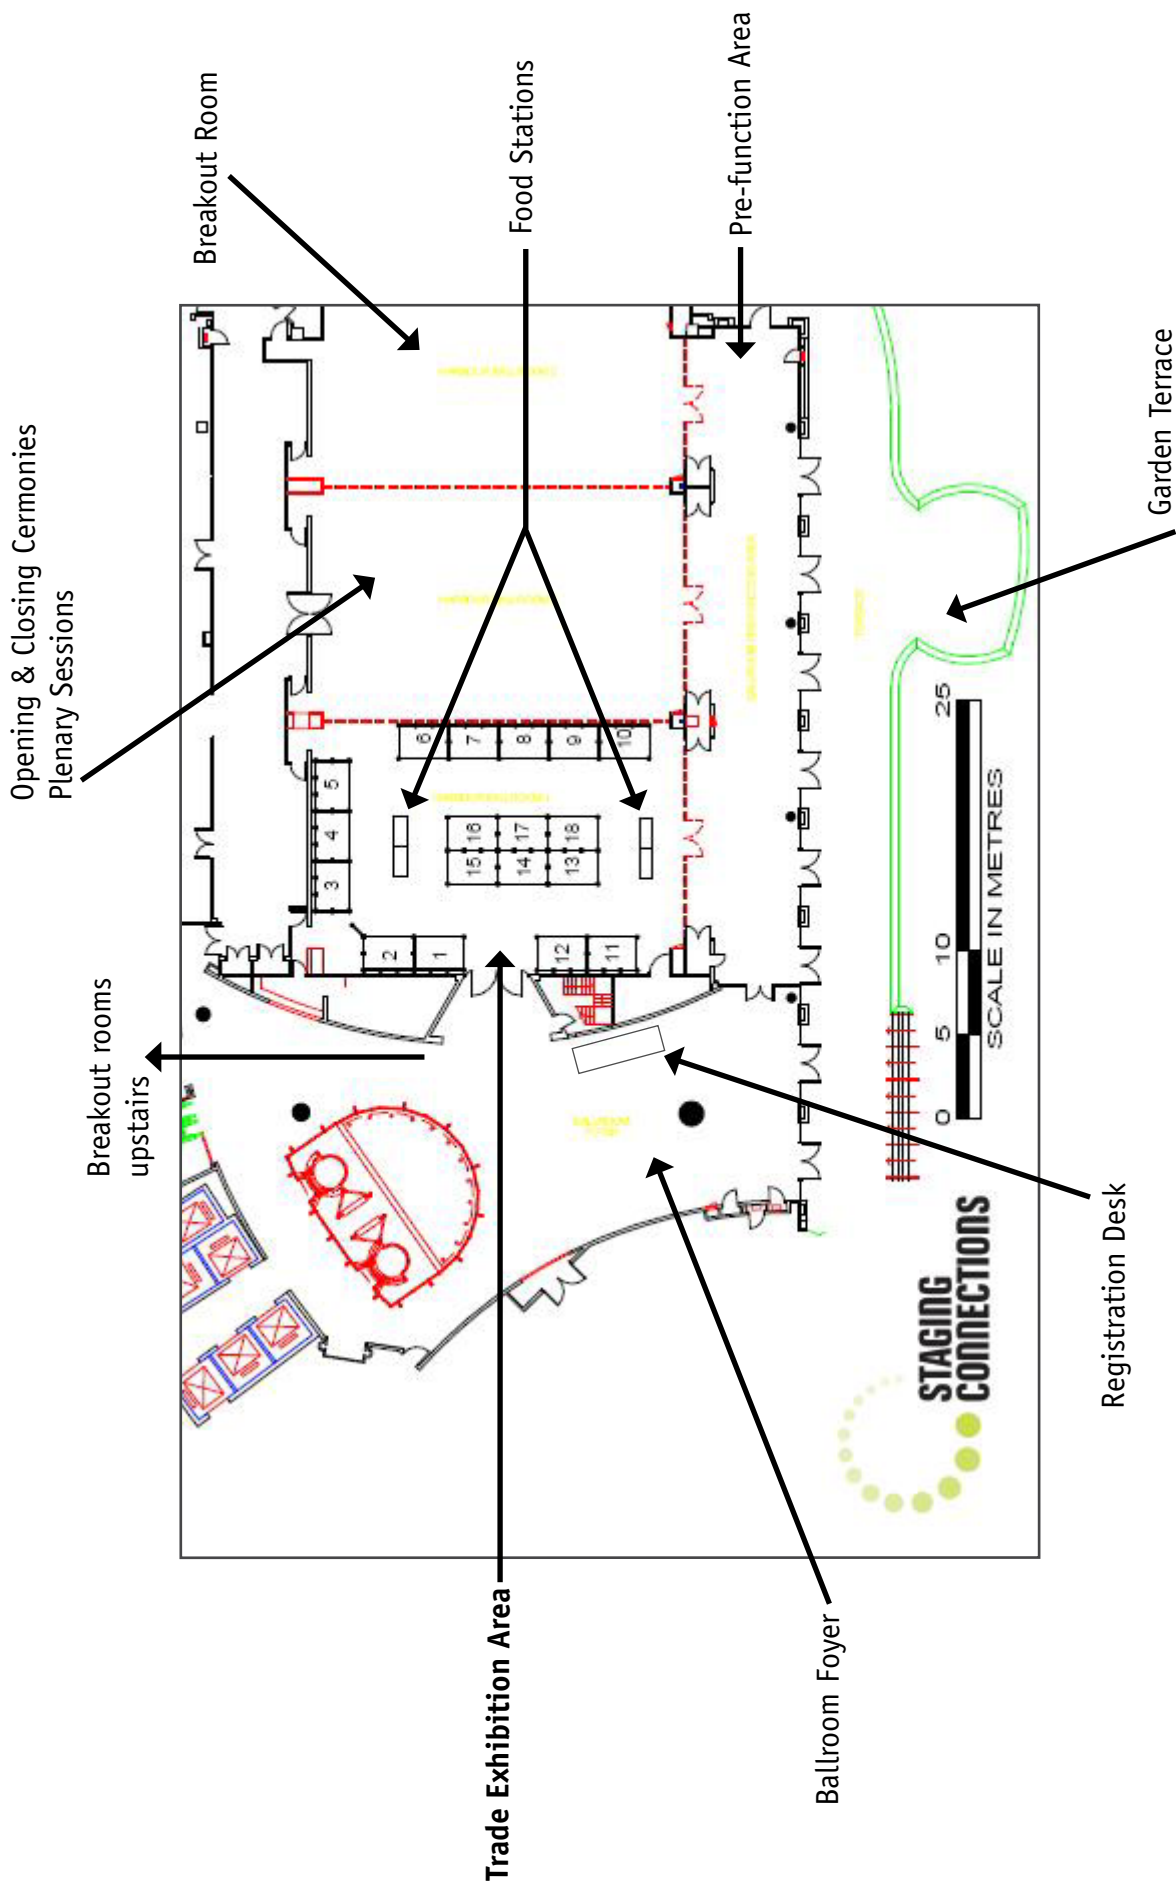 Opening & Closing Cermonies
Plenary Sessions
Breakout Room
Food Stations
Pre-function Area
Garden Terrace
Breakout rooms
upstairs
Trade Exhibition Area
Ballroom Foyer
Registration Desk
1
2
3
4
5
6
7
8
9
10
11
12
15
16
14
17
13
18
TERRACE
0
5
10
25
SCALE IN METRES
STAGING
CONNECTIONS